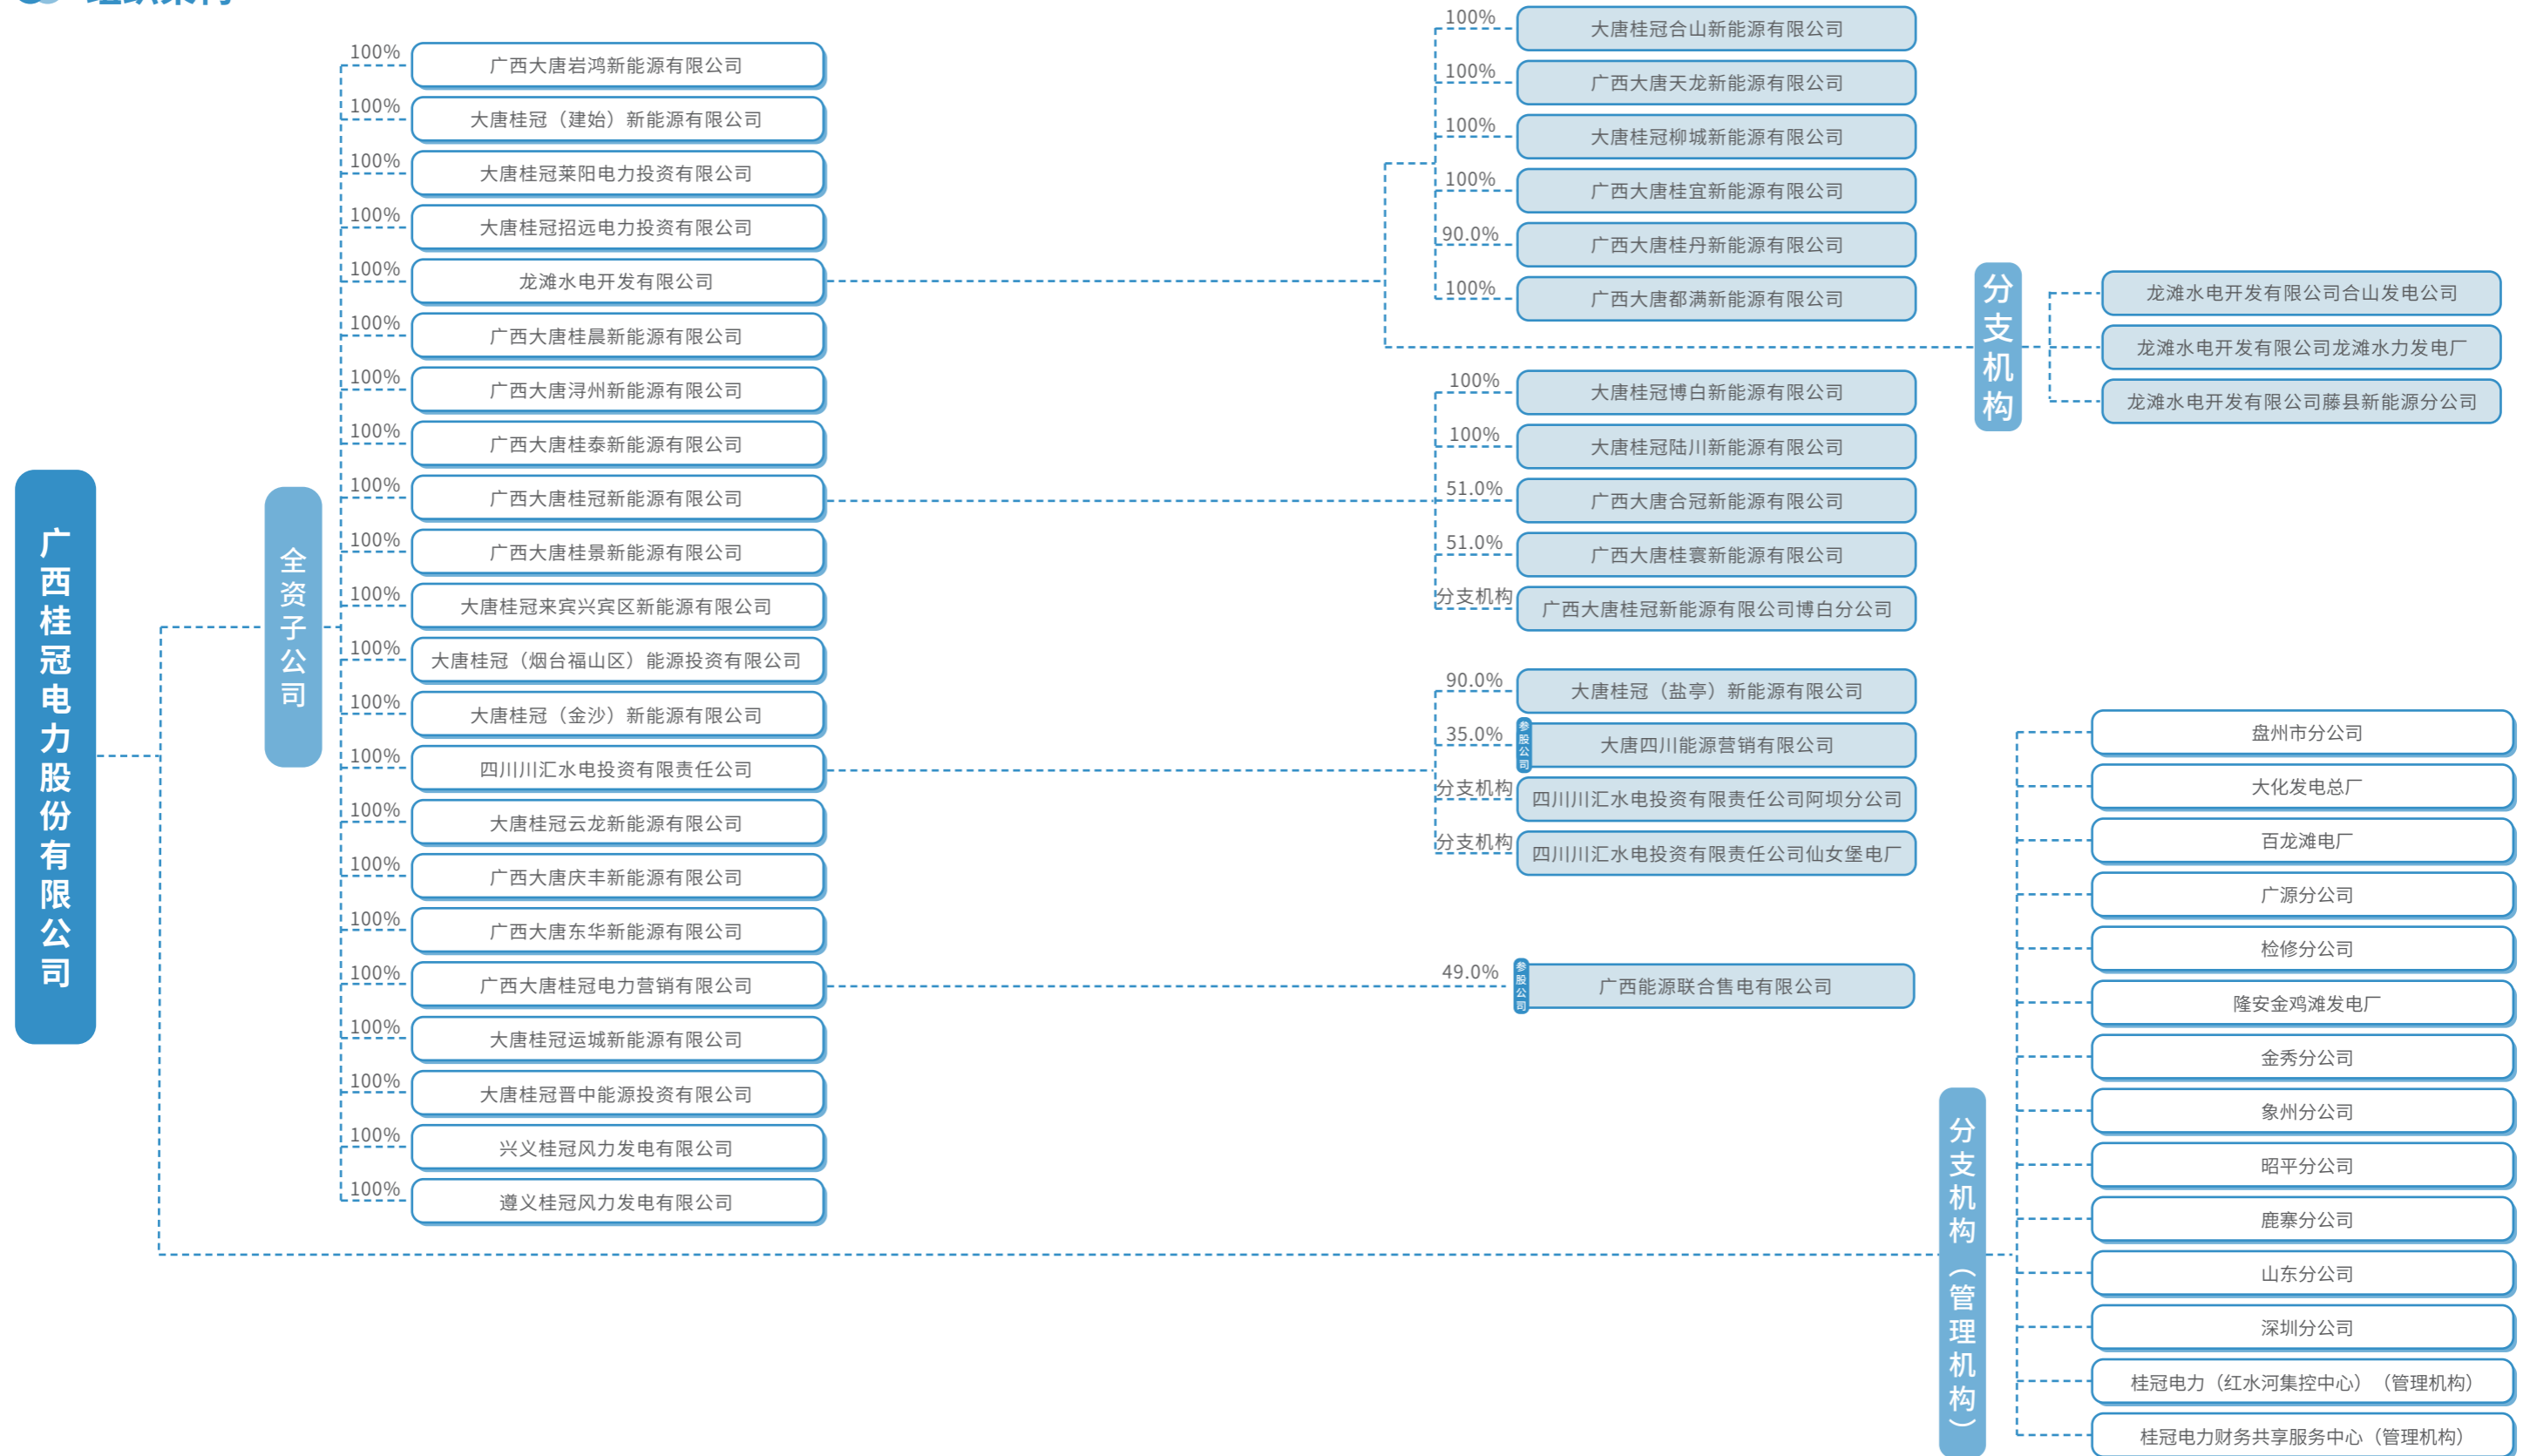 组织架构
广西桂冠电力股份有限公司
全资子公司
100% 广西大唐岩鸿新能源有限公司
100% 大唐桂冠（建始）新能源有限公司
100% 大唐桂冠莱阳电力投资有限公司
100% 大唐桂冠招远电力投资有限公司
100% 龙滩水电开发有限公司
100% 广西大唐桂晨新能源有限公司
100% 广西大唐浔州新能源有限公司
100% 广西大唐桂泰新能源有限公司
100% 广西大唐桂冠新能源有限公司
100% 广西大唐桂景新能源有限公司
100% 大唐桂冠来宾兴宾区新能源有限公司
100% 大唐桂冠（烟台福山区）能源投资有限公司
100% 大唐桂冠（金沙）新能源有限公司
100% 四川川汇水电投资有限责任公司
100% 大唐桂冠云龙新能源有限公司
100% 广西大唐庆丰新能源有限公司
100% 广西大唐东华新能源有限公司
100% 广西大唐桂冠电力营销有限公司
100% 大唐桂冠运城新能源有限公司
100% 大唐桂冠晋中能源投资有限公司
100% 兴义桂冠风力发电有限公司
100% 遵义桂冠风力发电有限公司
100% 大唐桂冠合山新能源有限公司
100% 广西大唐天龙新能源有限公司
100% 大唐桂冠柳城新能源有限公司
100% 广西大唐桂宜新能源有限公司
90.0% 广西大唐桂丹新能源有限公司
100% 广西大唐都满新能源有限公司
分支机构
龙滩水电开发有限公司合山发电公司
龙滩水电开发有限公司龙滩水力发电厂
龙滩水电开发有限公司藤县新能源分公司
100% 大唐桂冠博白新能源有限公司
100% 大唐桂冠陆川新能源有限公司
51.0% 广西大唐合冠新能源有限公司
51.0% 广西大唐桂寰新能源有限公司
分支机构 广西大唐桂冠新能源有限公司博白分公司
90.0% 大唐桂冠（盐亭）新能源有限公司
35.0% 参股公司 大唐四川能源营销有限公司
分支机构 四川川汇水电投资有限责任公司阿坝分公司
分支机构 四川川汇水电投资有限责任公司仙女堡电厂
49.0% 参股公司 广西能源联合售电有限公司
分支机构（管理机构）
盘州市分公司
大化发电总厂
百龙滩电厂
广源分公司
检修分公司
隆安金鸡滩发电厂
金秀分公司
象州分公司
昭平分公司
鹿寨分公司
山东分公司
深圳分公司
桂冠电力（红水河集控中心）（管理机构）
桂冠电力财务共享服务中心（管理机构）